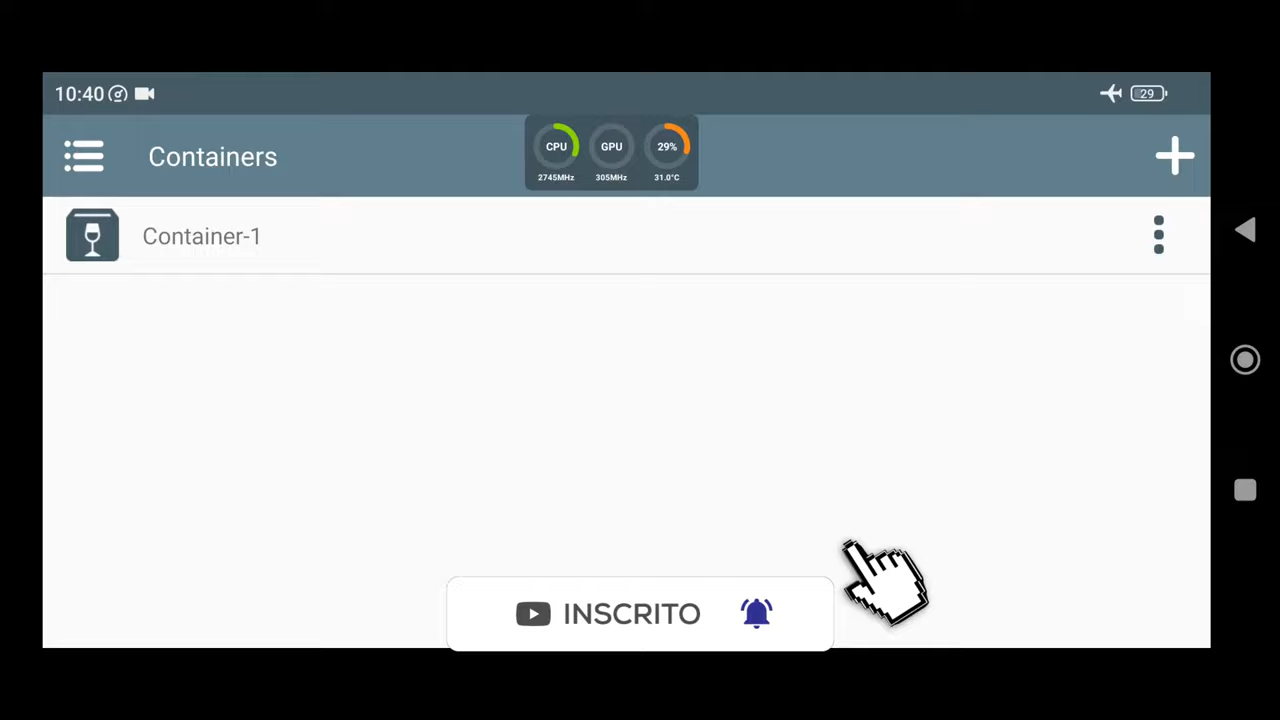 10:40
29
Containers
CPU
GPU
29%
2745MHz
305MHz
31.0°C
Container-1
INSCRITO